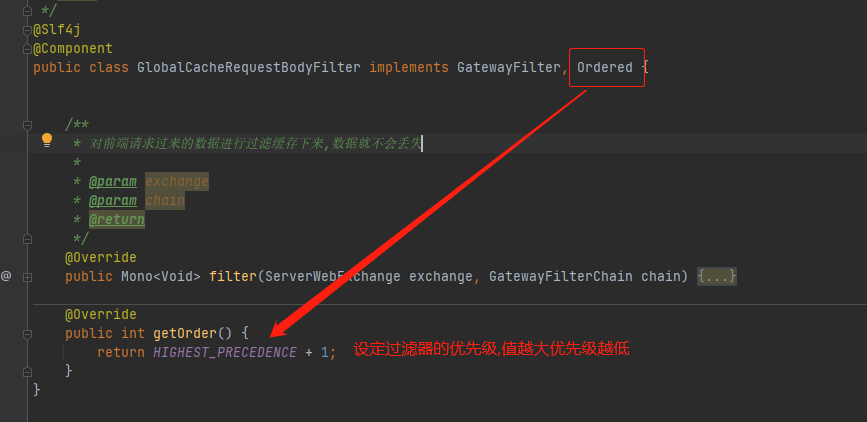 */
@Slf4j
@Component
public class GlobalCacheRequestBodyFilter implements GatewayFilter, Ordered {
/**
* 对前端请求过来的数据进行过滤缓存下来,数据就不会丢失
*
* @param exchange
* @param chain
* @return
*/
@Override
@ public Mono<Void> filter(ServerWebExchange exchange, GatewayFilterChain chain) {...}
@Override
public int getOrder() {
return HIGHEST_PRECEDENCE + 1; 设定过滤器的优先级,值越大优先级越低
}
}